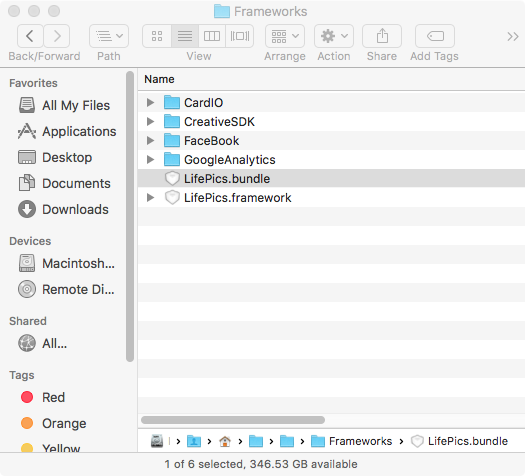 Frameworks
Back/Forward Path View Arrange Action Share Add Tags
Favorites
All My Files
Applications
Desktop
Documents
Downloads
Devices
Macintosh...
Remote Di...
Shared
All...
Tags
Red
Orange
Yellow
Name
CardIO
CreativeSDK
FaceBook
GoogleAnalytics
LifePics.bundle
LifePics.framework
Frameworks LifePics.bundle
1 of 6 selected, 346.53 GB available